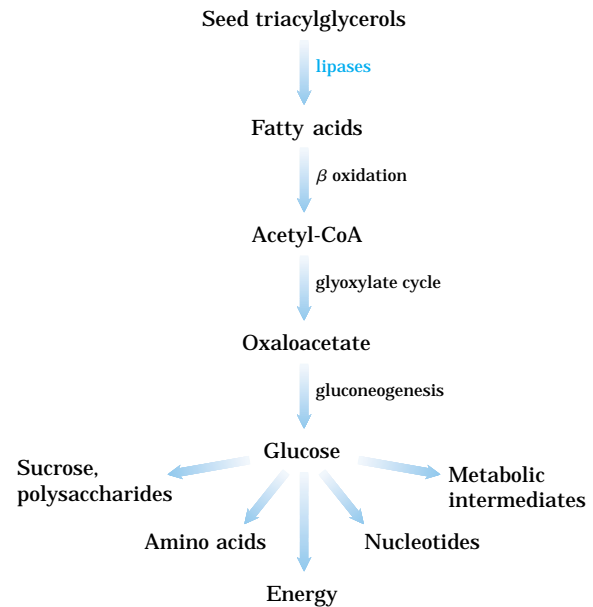 Seed triacylglycerols
lipases
Fatty acids
β oxidation
Acetyl-CoA
glyoxylate cycle
Oxaloacetate
gluconeogenesis
Glucose
Sucrose,
polysaccharides
Metabolic
intermediates
Amino acids
Nucleotides
Energy